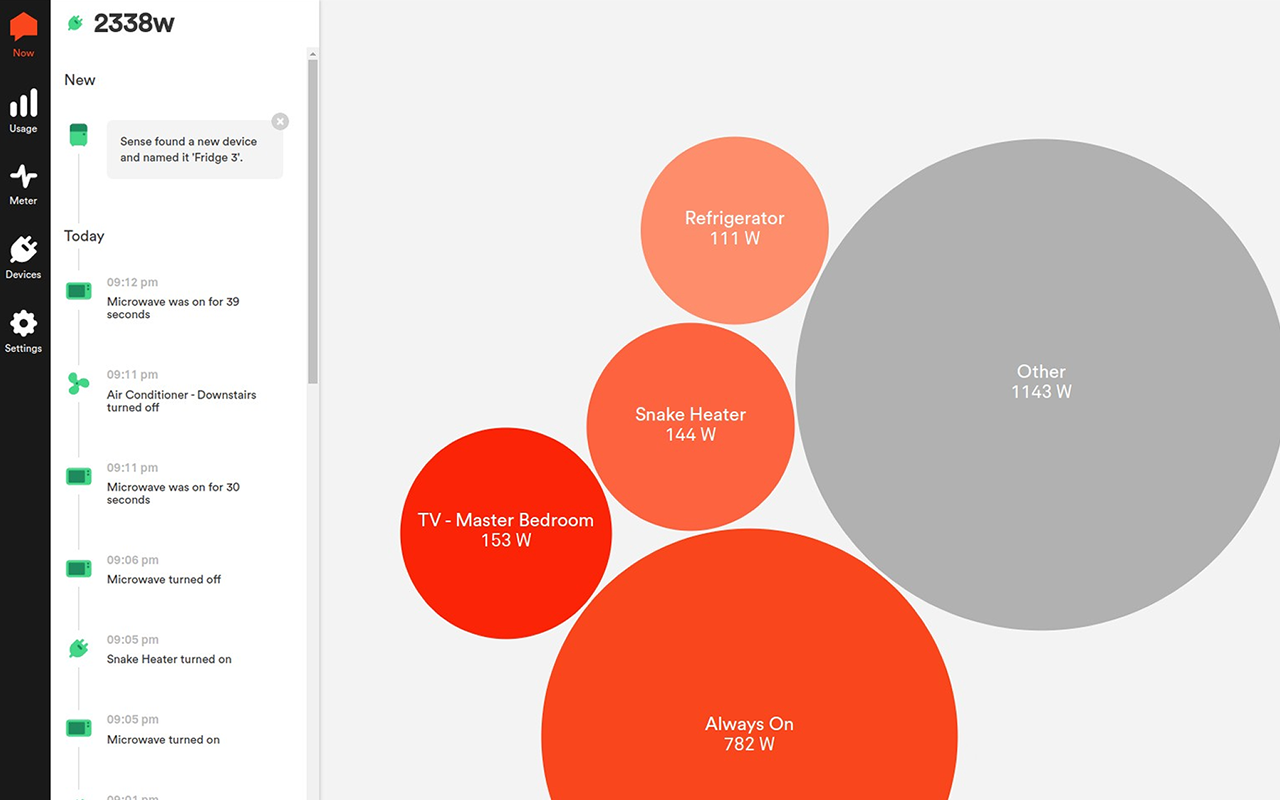 Now
Usage
Meter
Devices
Settings
2338w
New
Sense found a new device
and named it 'Fridge 3'.
Today
09:12 pm
Microwave was on for 39
seconds
09:11 pm
Air Conditioner - Downstairs
turned off
09:11 pm
Microwave was on for 30
seconds
09:06 pm
Microwave turned off
09:05 pm
Snake Heater turned on
09:05 pm
Microwave turned on
Refrigerator
111 W
Other
1143 W
Snake Heater
144 W
TV - Master Bedroom
153 W
Always On
782 W